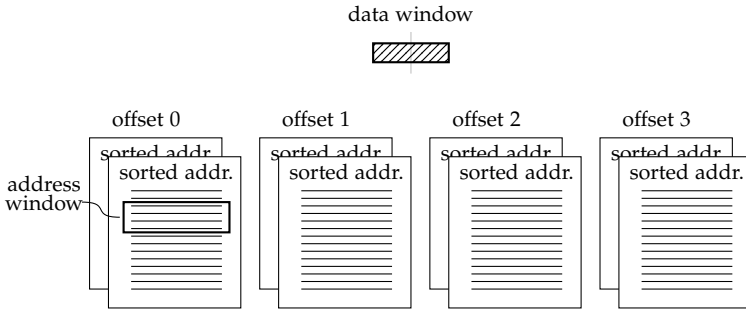 data window
offset 0 offset 1 offset 2 offset 3
sorted addr. sorted addr. sorted addr. sorted addr.
sorted addr. sorted addr. sorted addr. sorted addr.
address
window